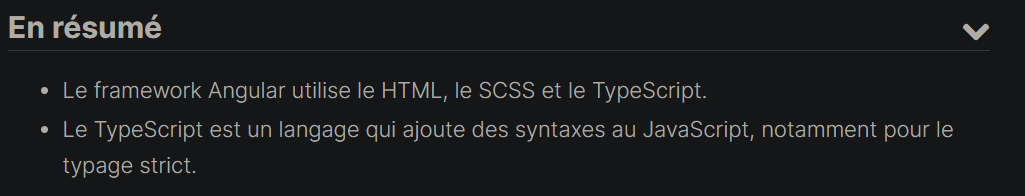 En résumé
Le framework Angular utilise le HTML, le SCSS et le TypeScript.
Le TypeScript est un langage qui ajoute des syntaxes au JavaScript, notamment pour le
typage strict.